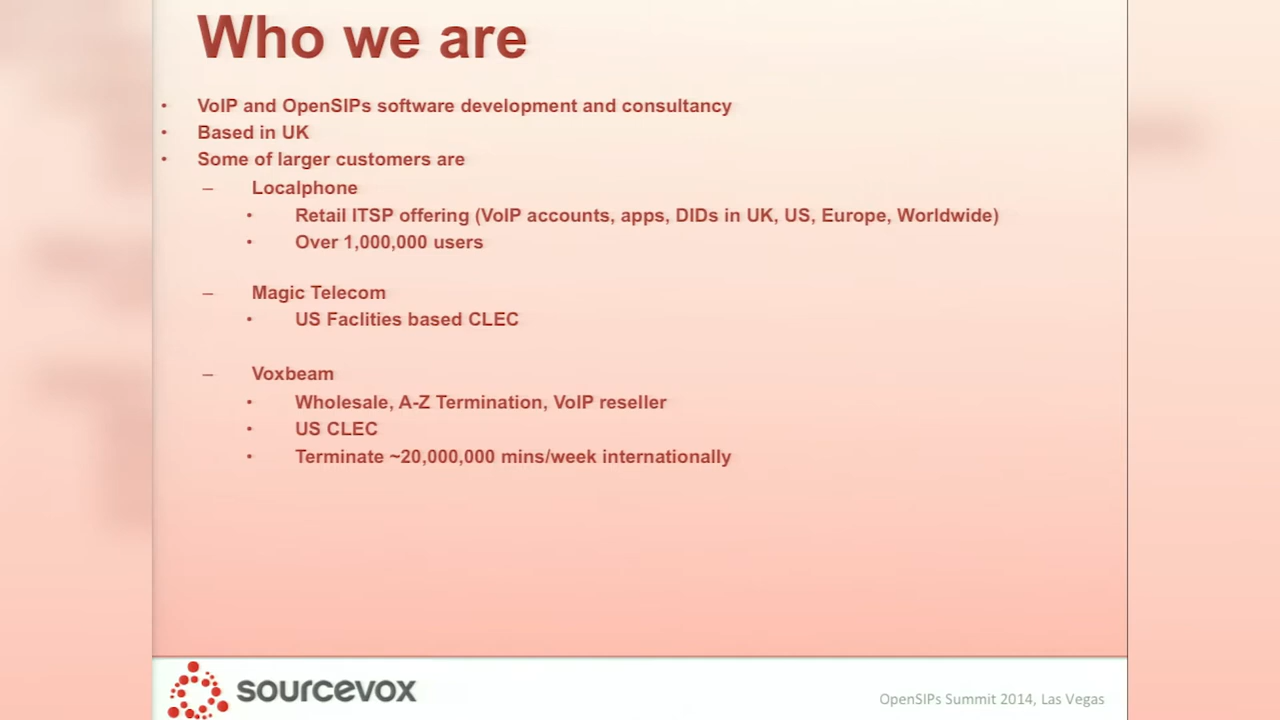 Who we are
• VoIP and OpenSIPs software development and consultancy
• Based in UK
• Some of larger customers are
– Localphone
• Retail ITSP offering (VoIP accounts, apps, DIDs in UK, US, Europe, Worldwide)
• Over 1,000,000 users
– Magic Telecom
• US Faclities based CLEC
– Voxbeam
• Wholesale, A-Z Termination, VoIP reseller
• US CLEC
• Terminate ~20,000,000 mins/week internationally
sourcevox
OpenSIPs Summit 2014, Las Vegas